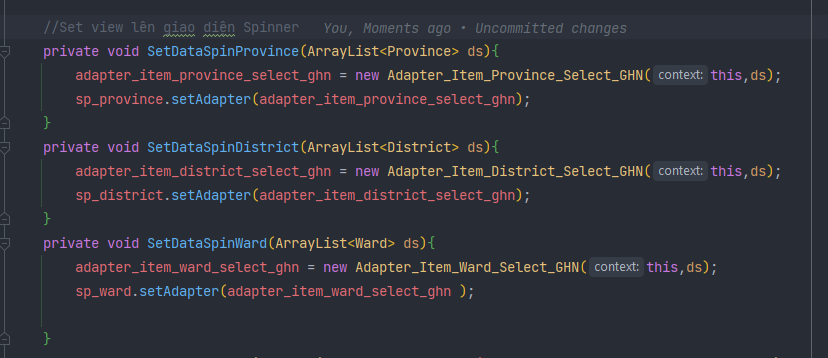 //Set view lên giao diên Spinner    You, Moments ago • Uncommitted changes
private void SetDataSpinProvince(ArrayList<Province> ds){
    adapter_item_province_select_ghn = new Adapter_Item_Province_Select_GHN( context: this,ds);
    sp_province.setAdapter(adapter_item_province_select_ghn);
}
private void SetDataSpinDistrict(ArrayList<District> ds){
    adapter_item_district_select_ghn = new Adapter_Item_District_Select_GHN( context: this,ds);
    sp_district.setAdapter(adapter_item_district_select_ghn);
}
private void SetDataSpinWard(ArrayList<Ward> ds){
    adapter_item_ward_select_ghn = new Adapter_Item_Ward_Select_GHN( context: this,ds);
    sp_ward.setAdapter(adapter_item_ward_select_ghn );
}